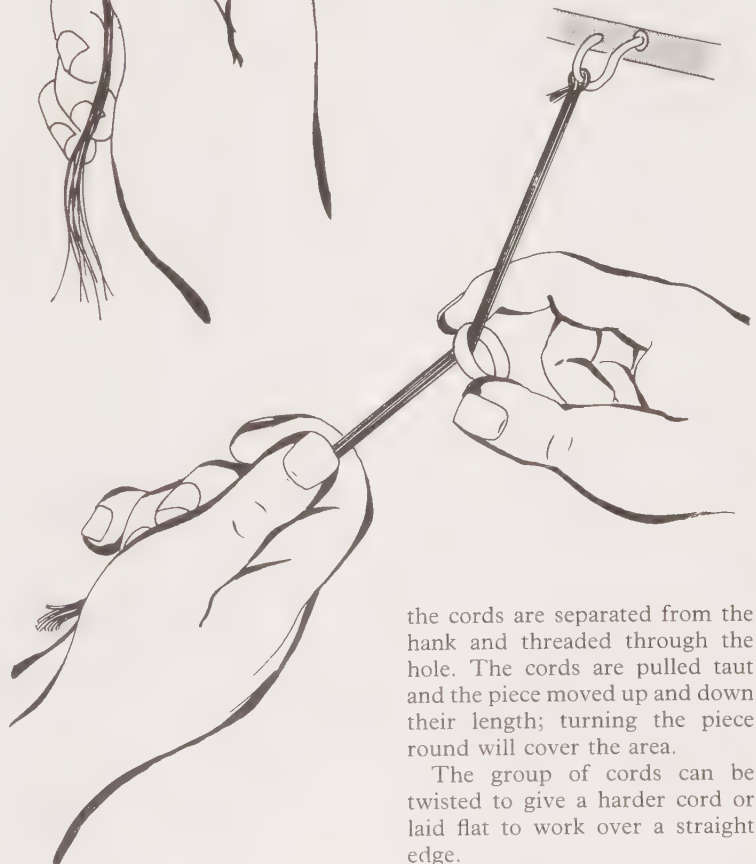 the cords are separated from the
hank and threaded through the
hole. The cords are pulled taut
and the piece moved up and down
their length; turning the piece
round will cover the area.
The group of cords can be
twisted to give a harder cord or
laid flat to work over a straight
edge.